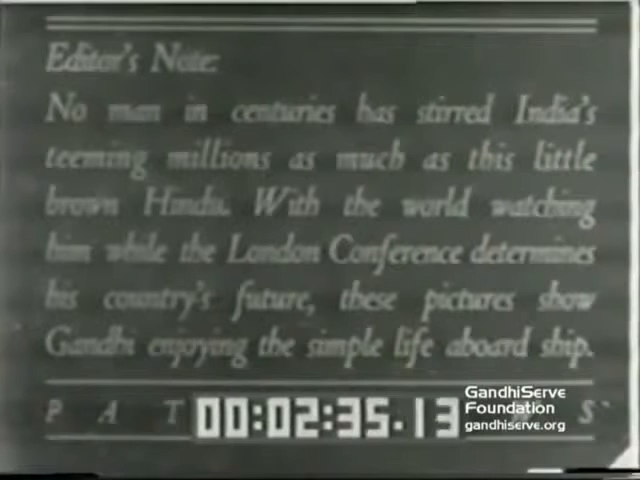 Editor's Note:
No man in centuries has stirred India's
teeming millions as much as this little
brown Hindu. With the world watching
him while the London Conference determines
his country's future, these pictures show
Gandhi enjoying the simple life aboard ship.
P A T S
00:02:35.13
GandhiServe
Foundation
gandhiserve.org